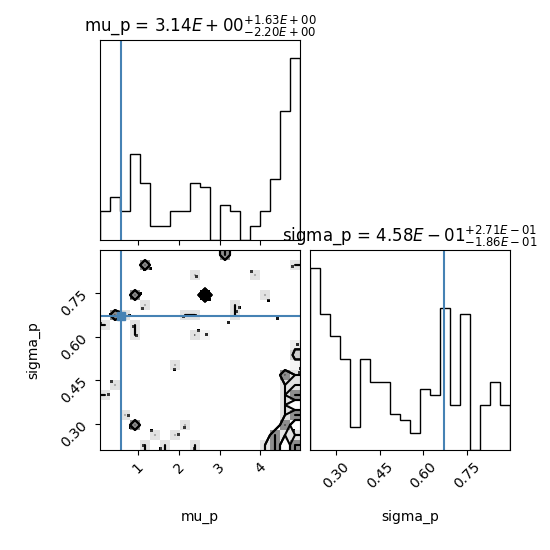 mu_p = 3.14E + 00^{+1.63E+00}_{-2.20E+00}
sigma_p = 4.58E − 01^{+2.71E−01}_{−1.86E−01}
sigma_p
0.75
0.60
0.45
0.30
1 2 3 4
0.30 0.45 0.60 0.75
mu_p
sigma_p